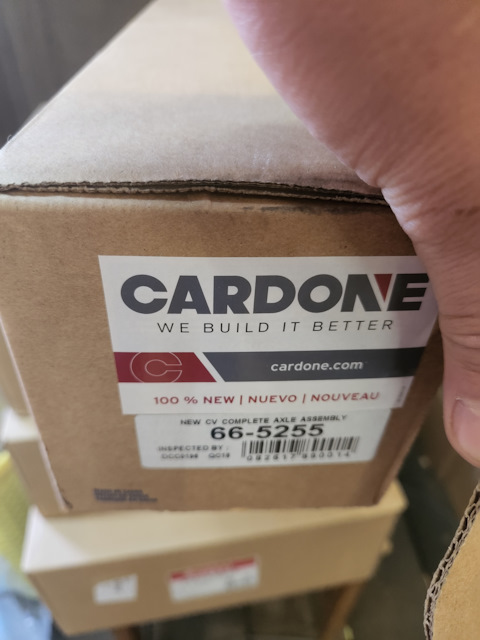 CARDONE
WE BUILD IT BETTER
cardone.com
100 % NEW | NUEVO | NOUVEAU
NEW CV COMPLETE AXLE ASSEMBLY
66-5255
INSPECTED BY: